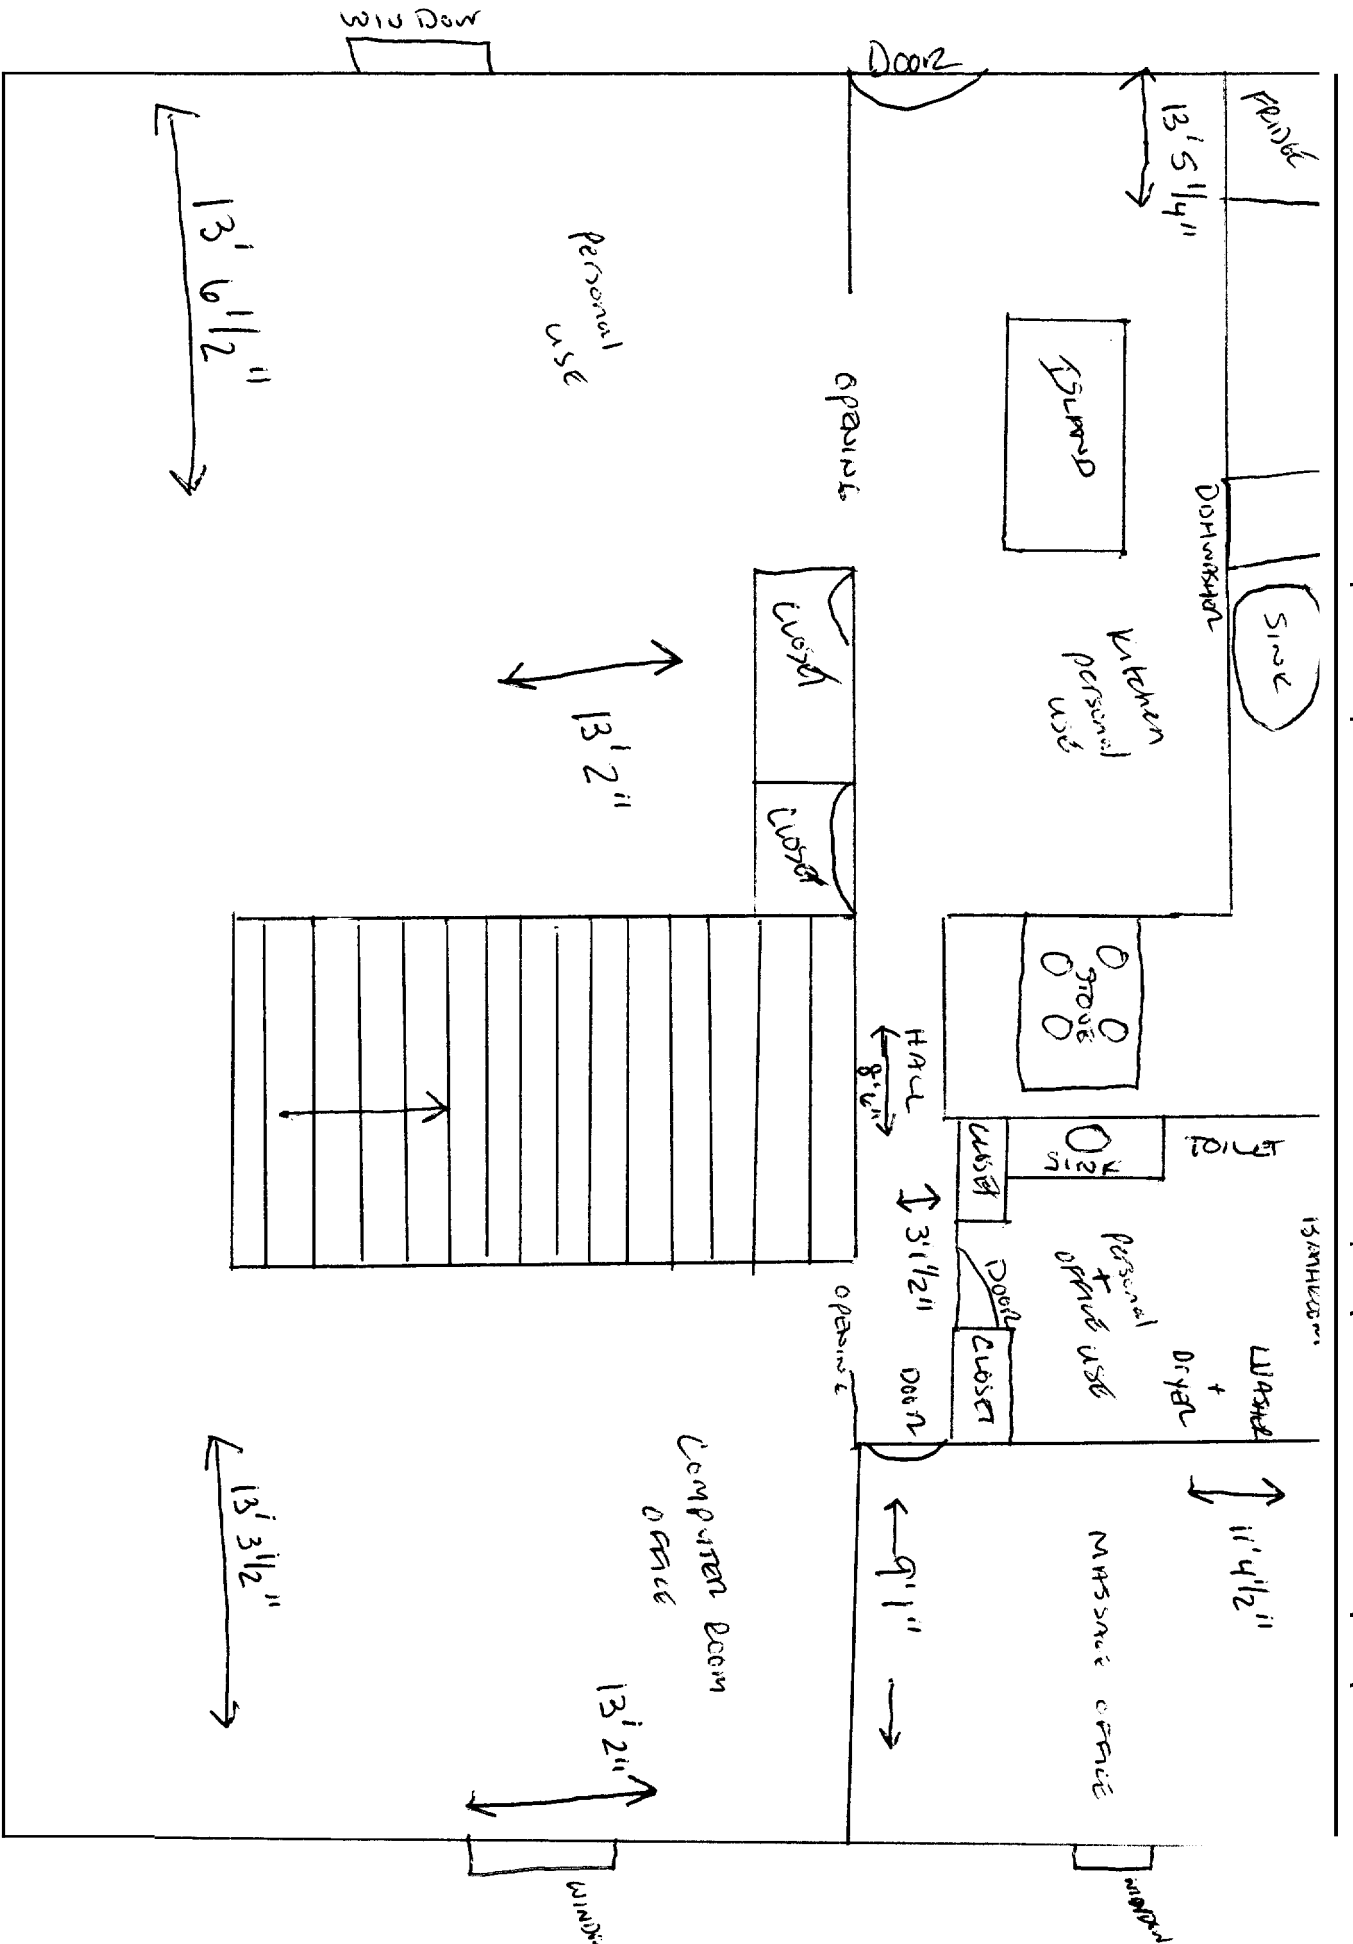 WINDOW
DOOR
FRIDGE
13' 5 1/4"
13' 6 1/2"
personal
USE
ISLAND
OPENING
DISHWASHER
SINK
Kitchen
personal
USE
CLOSET
13' 2"
CLOSET
STOVE
HALL
8'6"
TOILET
SINK
CLOSET
BATHROOM
3'1 1/2"
DOOR
personal
+
OFFICE USE
WASHER
+
DryER
CLOSET
DOOR
OPENING
COMPUTER ROOM
OFFICE
13' 3 1/2"
13' 2"
9'1"
11' 4 1/2"
MASSAGE OFFICE
WINDO
WINDOW